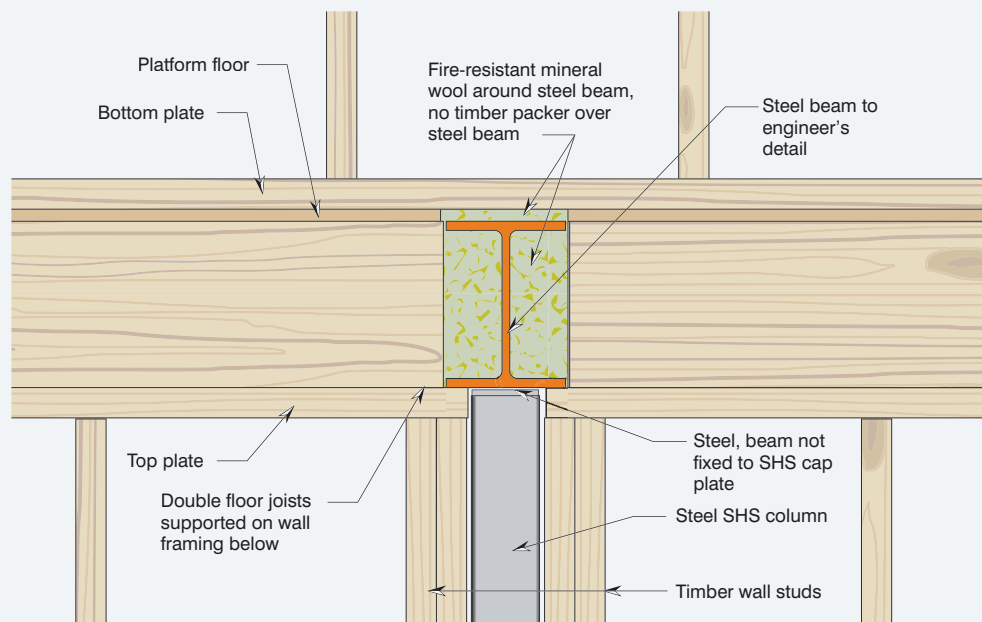 Platform floor
Bottom plate
Fire-resistant mineral
wool around steel beam,
no timber packer over
steel beam
Steel beam to
engineer's
detail
Top plate
Double floor joists
supported on wall
framing below
Steel, beam not
fixed to SHS cap
plate
Steel SHS column
Timber wall studs